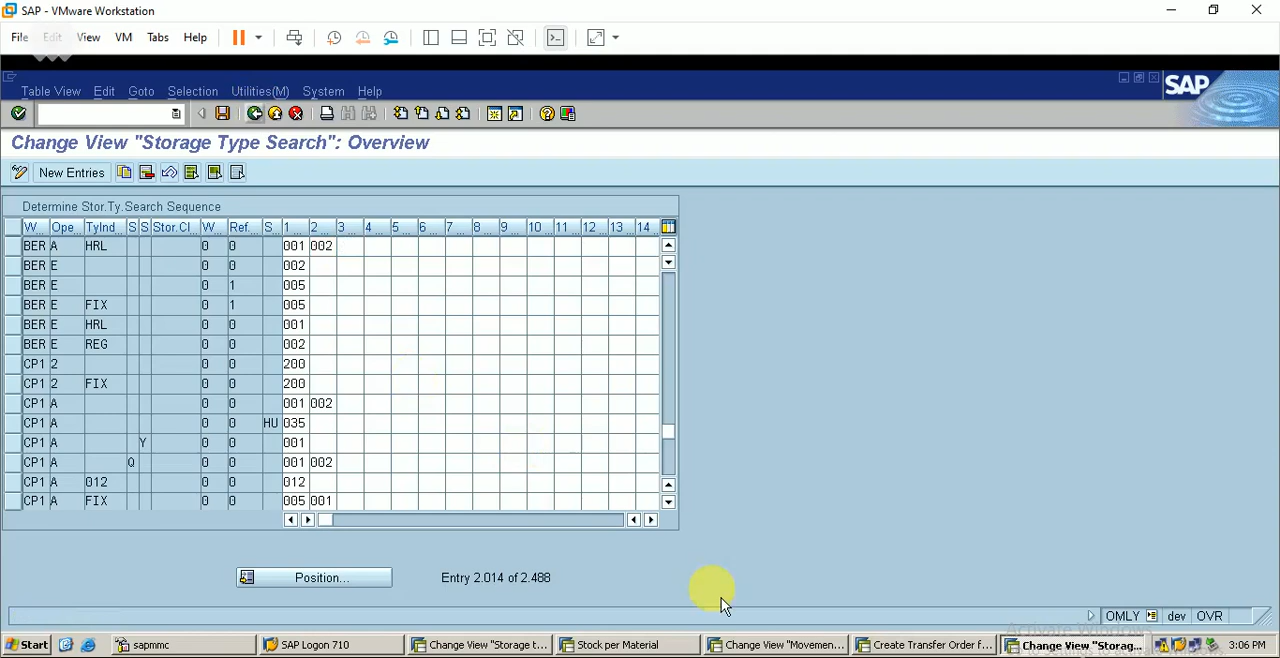 SAP - VMware Workstation
File Edit View VM Tabs Help
Table View Edit Goto Selection Utilities(M) System Help
SAP
Change View "Storage Type Search": Overview
New Entries
Determine Stor.Ty.Search Sequence
W... Ope... TyInd... S S Stor.Cl... W... Ref... S... 1... 2... 3... 4... 5... 6... 7... 8... 9... 10... 11... 12... 13... 14...
BER A HRL 0 0 001 002
BER E 0 0 002
BER E 0 1 005
BER E FIX 0 1 005
BER E HRL 0 0 001
BER E REG 0 0 002
CP1 2 0 0 200
CP1 2 FIX 0 0 200
CP1 A 0 0 001 002
CP1 A 0 0 HU 035
CP1 A Y 0 0 001
CP1 A Q 0 0 001 002
CP1 A 012 0 0 012
CP1 A FIX 0 0 005 001
Position... Entry 2.014 of 2.488
OMLY dev OVR
Activate Windows
Start sapmmc SAP Logon 710 Change View "Storage t... Stock per Material Change View "Movemen... Create Transfer Order f... Change View "Storag... 3:06 PM